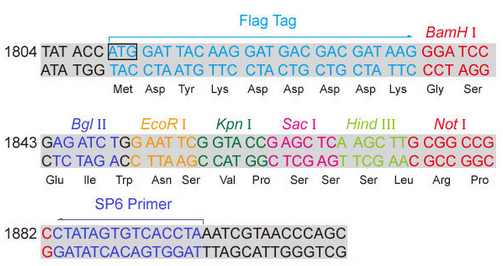 Flag Tag
BamH I
1804 TAT ACC ATG GAT TAC AAG GAT GAC GAC GAT AAG GGA TCC
ATA TGG TAC CTA ATG TTC CTA CTG CTG CTA TTC CCT AGG
Met Asp Tyr Lys Asp Asp Asp Asp Lys Gly Ser
Bgl II EcoR I Kpn I Sac I Hind III Not I
1843 GAG ATC TGG AAT TCG GTA CCG AGC TCA AGC TTG CGG CCG
CTC TAG ACC TTA AGC CAT GGC TCG AGT TCG AAC GCC GGC
Glu Ile Trp Asn Ser Val Pro Ser Ser Ser Leu Arg Pro
SP6 Primer
1882 CCTATAGTGTCACCTAAATCGTAACCCAGC
GGATATCACAGTGGATTTAGCATTGGGTCG